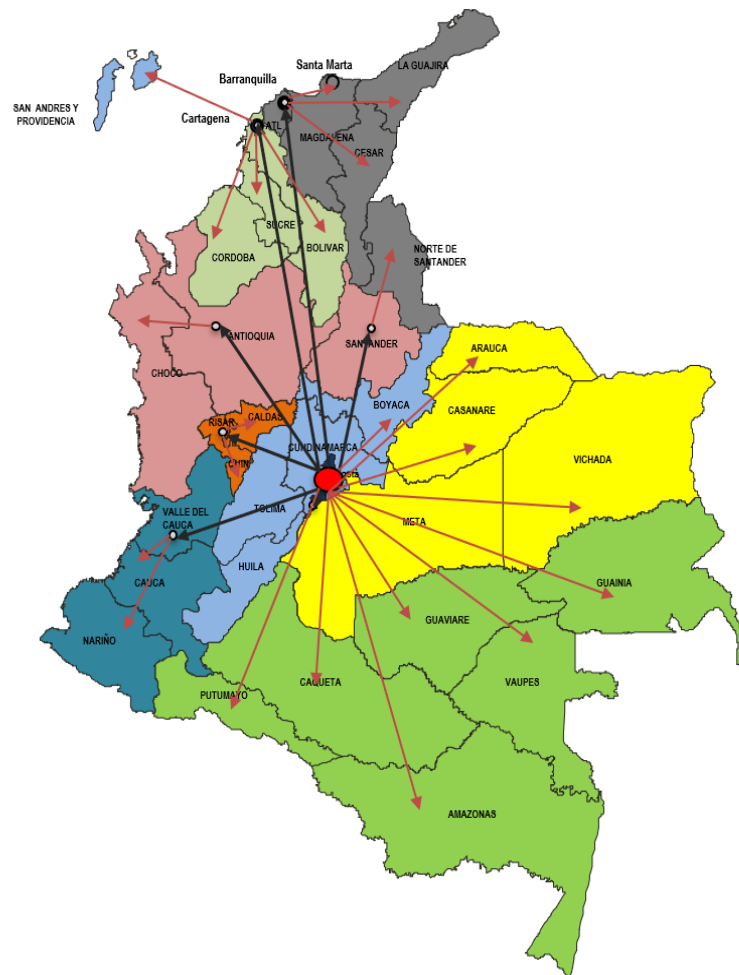 Santa Marta
LA GUAJIRA
Barranquilla
SAN ANDRES Y
PROVIDENCIA
Cartagena
MAGDALENA
CESAR
SUCRE
BOLIVAR
CORDOBA
NORTE DE
SANTANDER
ANTIOQUIA
SANTANDER
ARAUCA
CHOCO
BOYACA
CASANARE
CALDAS
RISAR
CUNDINAMARCA
VICHADA
TOLIMA
VALLE DEL
CAUCA
META
HUILA
CAUCA
GUAINIA
NARIÑO
GUAVIARE
CAQUETA
VAUPES
PUTUMAYO
AMAZONAS